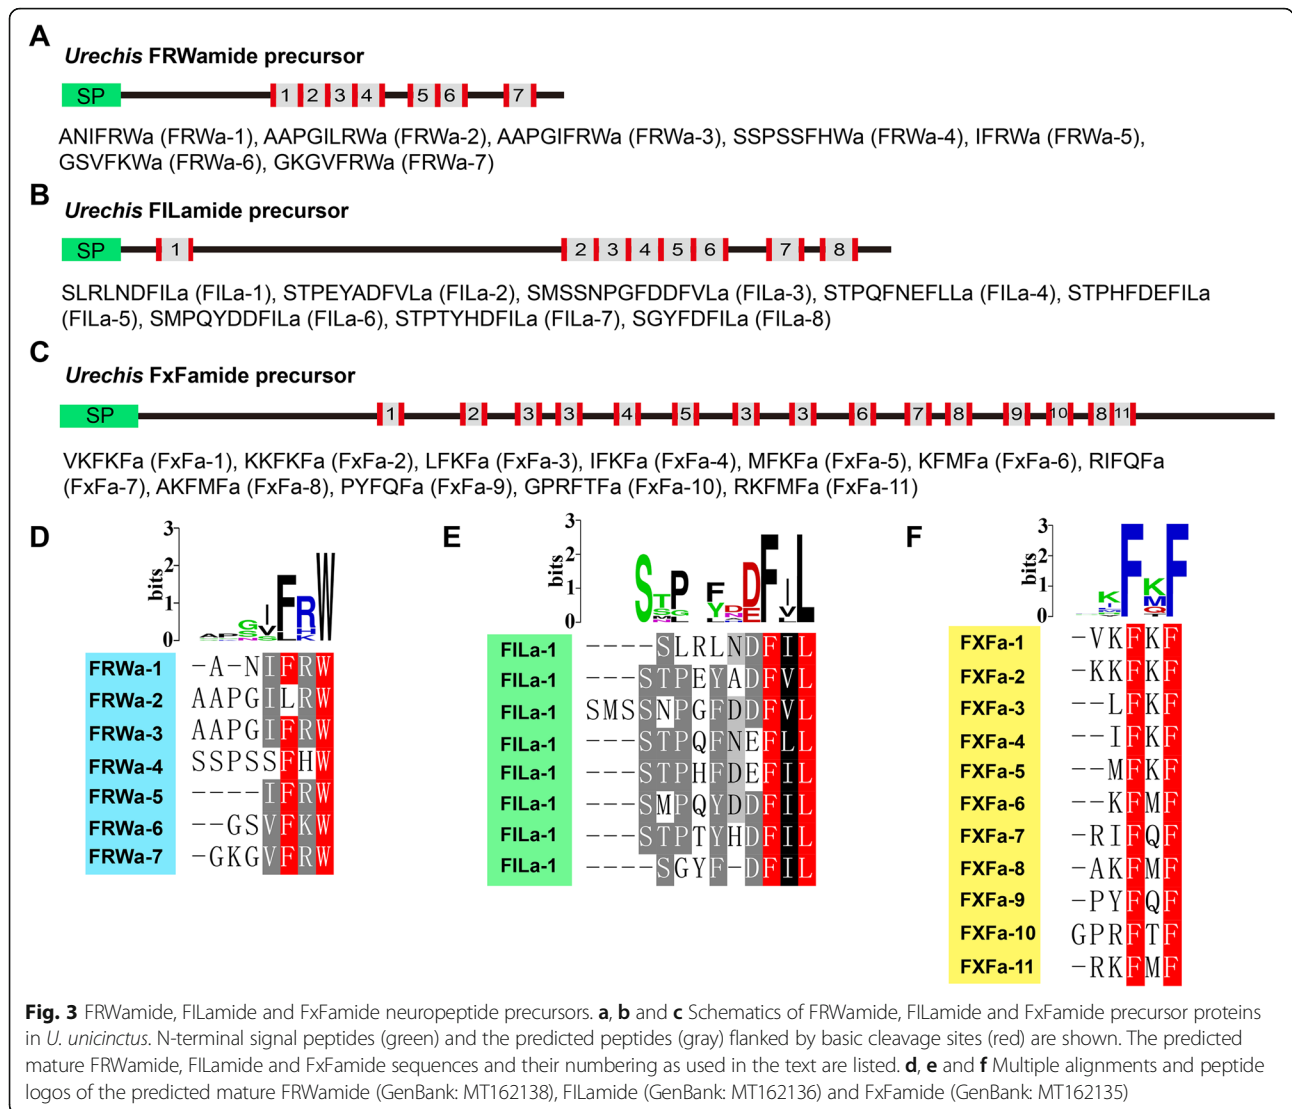 A
Urechis FRWamide precursor
SP 1 2 3 4 5 6 7
ANIFRWa (FRWa-1), AAPGILRWa (FRWa-2), AAPGIFRWa (FRWa-3), SSPSSFHWa (FRWa-4), IFRWa (FRWa-5),
GSVFKWa (FRWa-6), GKGVFRWa (FRWa-7)
B
Urechis FILamide precursor
SP 1 2 3 4 5 6 7 8
SLRLNDFILa (FILa-1), STPEYADFVLa (FILa-2), SMSSNPGFDDFVLa (FILa-3), STPQFNEFLLa (FILa-4), STPHFDEFILa
(FILa-5), SMPQYDDFILa (FILa-6), STPTYHDFILa (FILa-7), SGYFDFILa (FILa-8)
C
Urechis FxFamide precursor
SP 1 2 3 3 4 5 3 3 6 7 8 9 10 8 11
VKFKFa (FxFa-1), KKFKFa (FxFa-2), LFKFa (FxFa-3), IFKFa (FxFa-4), MFKFa (FxFa-5), KFMFa (FxFa-6), RIFQFa
(FxFa-7), AKFMFa (FxFa-8), PYFQFa (FxFa-9), GPRFTFa (FxFa-10), RKFMFa (FxFa-11)
D
3
2
1
0
bits
FRWa-1 -A-NIFRW
FRWa-2 AAPGILRW
FRWa-3 AAPGIFRW
FRWa-4 SSPSSFHW
FRWa-5 ----IFRW
FRWa-6 --GSVFKW
FRWa-7 -GKGVFRW
E
3
2
1
0
bits
FILa-1 ----SLRLNDFIL
FILa-1 ---STPEYADFVL
FILa-1 SMSSNPGFDDFVL
FILa-1 ---STPQFNEFLL
FILa-1 ---STPHFDEFIL
FILa-1 ---SMPQYDDFIL
FILa-1 ---STPTYHDFIL
FILa-1 ----SGYF-DFIL
F
3
2
1
0
bits
FXFa-1 -VKFKF
FXFa-2 -KKFKF
FXFa-3 --LFKF
FXFa-4 --IFKF
FXFa-5 --MFKF
FXFa-6 --KFMF
FXFa-7 -RIFQF
FXFa-8 -AKFMF
FXFa-9 -PYFQF
FXFa-10 GPRFTF
FXFa-11 -RKFMF
Fig. 3 FRWamide, FILamide and FxFamide neuropeptide precursors. a, b and c Schematics of FRWamide, FILamide and FxFamide precursor proteins
in U. unicinctus. N-terminal signal peptides (green) and the predicted peptides (gray) flanked by basic cleavage sites (red) are shown. The predicted
mature FRWamide, FILamide and FxFamide sequences and their numbering as used in the text are listed. d, e and f Multiple alignments and peptide
logos of the predicted mature FRWamide (GenBank: MT162138), FILamide (GenBank: MT162136) and FxFamide (GenBank: MT162135)